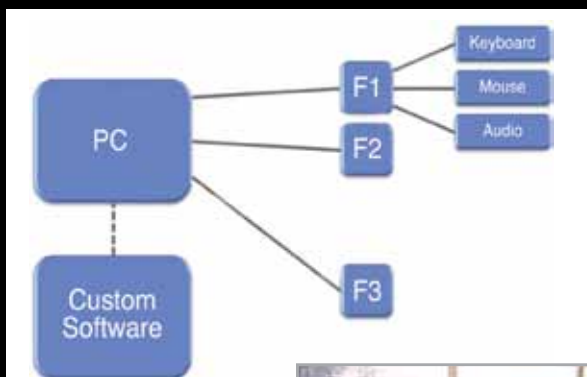 Keyboard
F1
Mouse
PC
Audio
F2
Custom
Software
F3